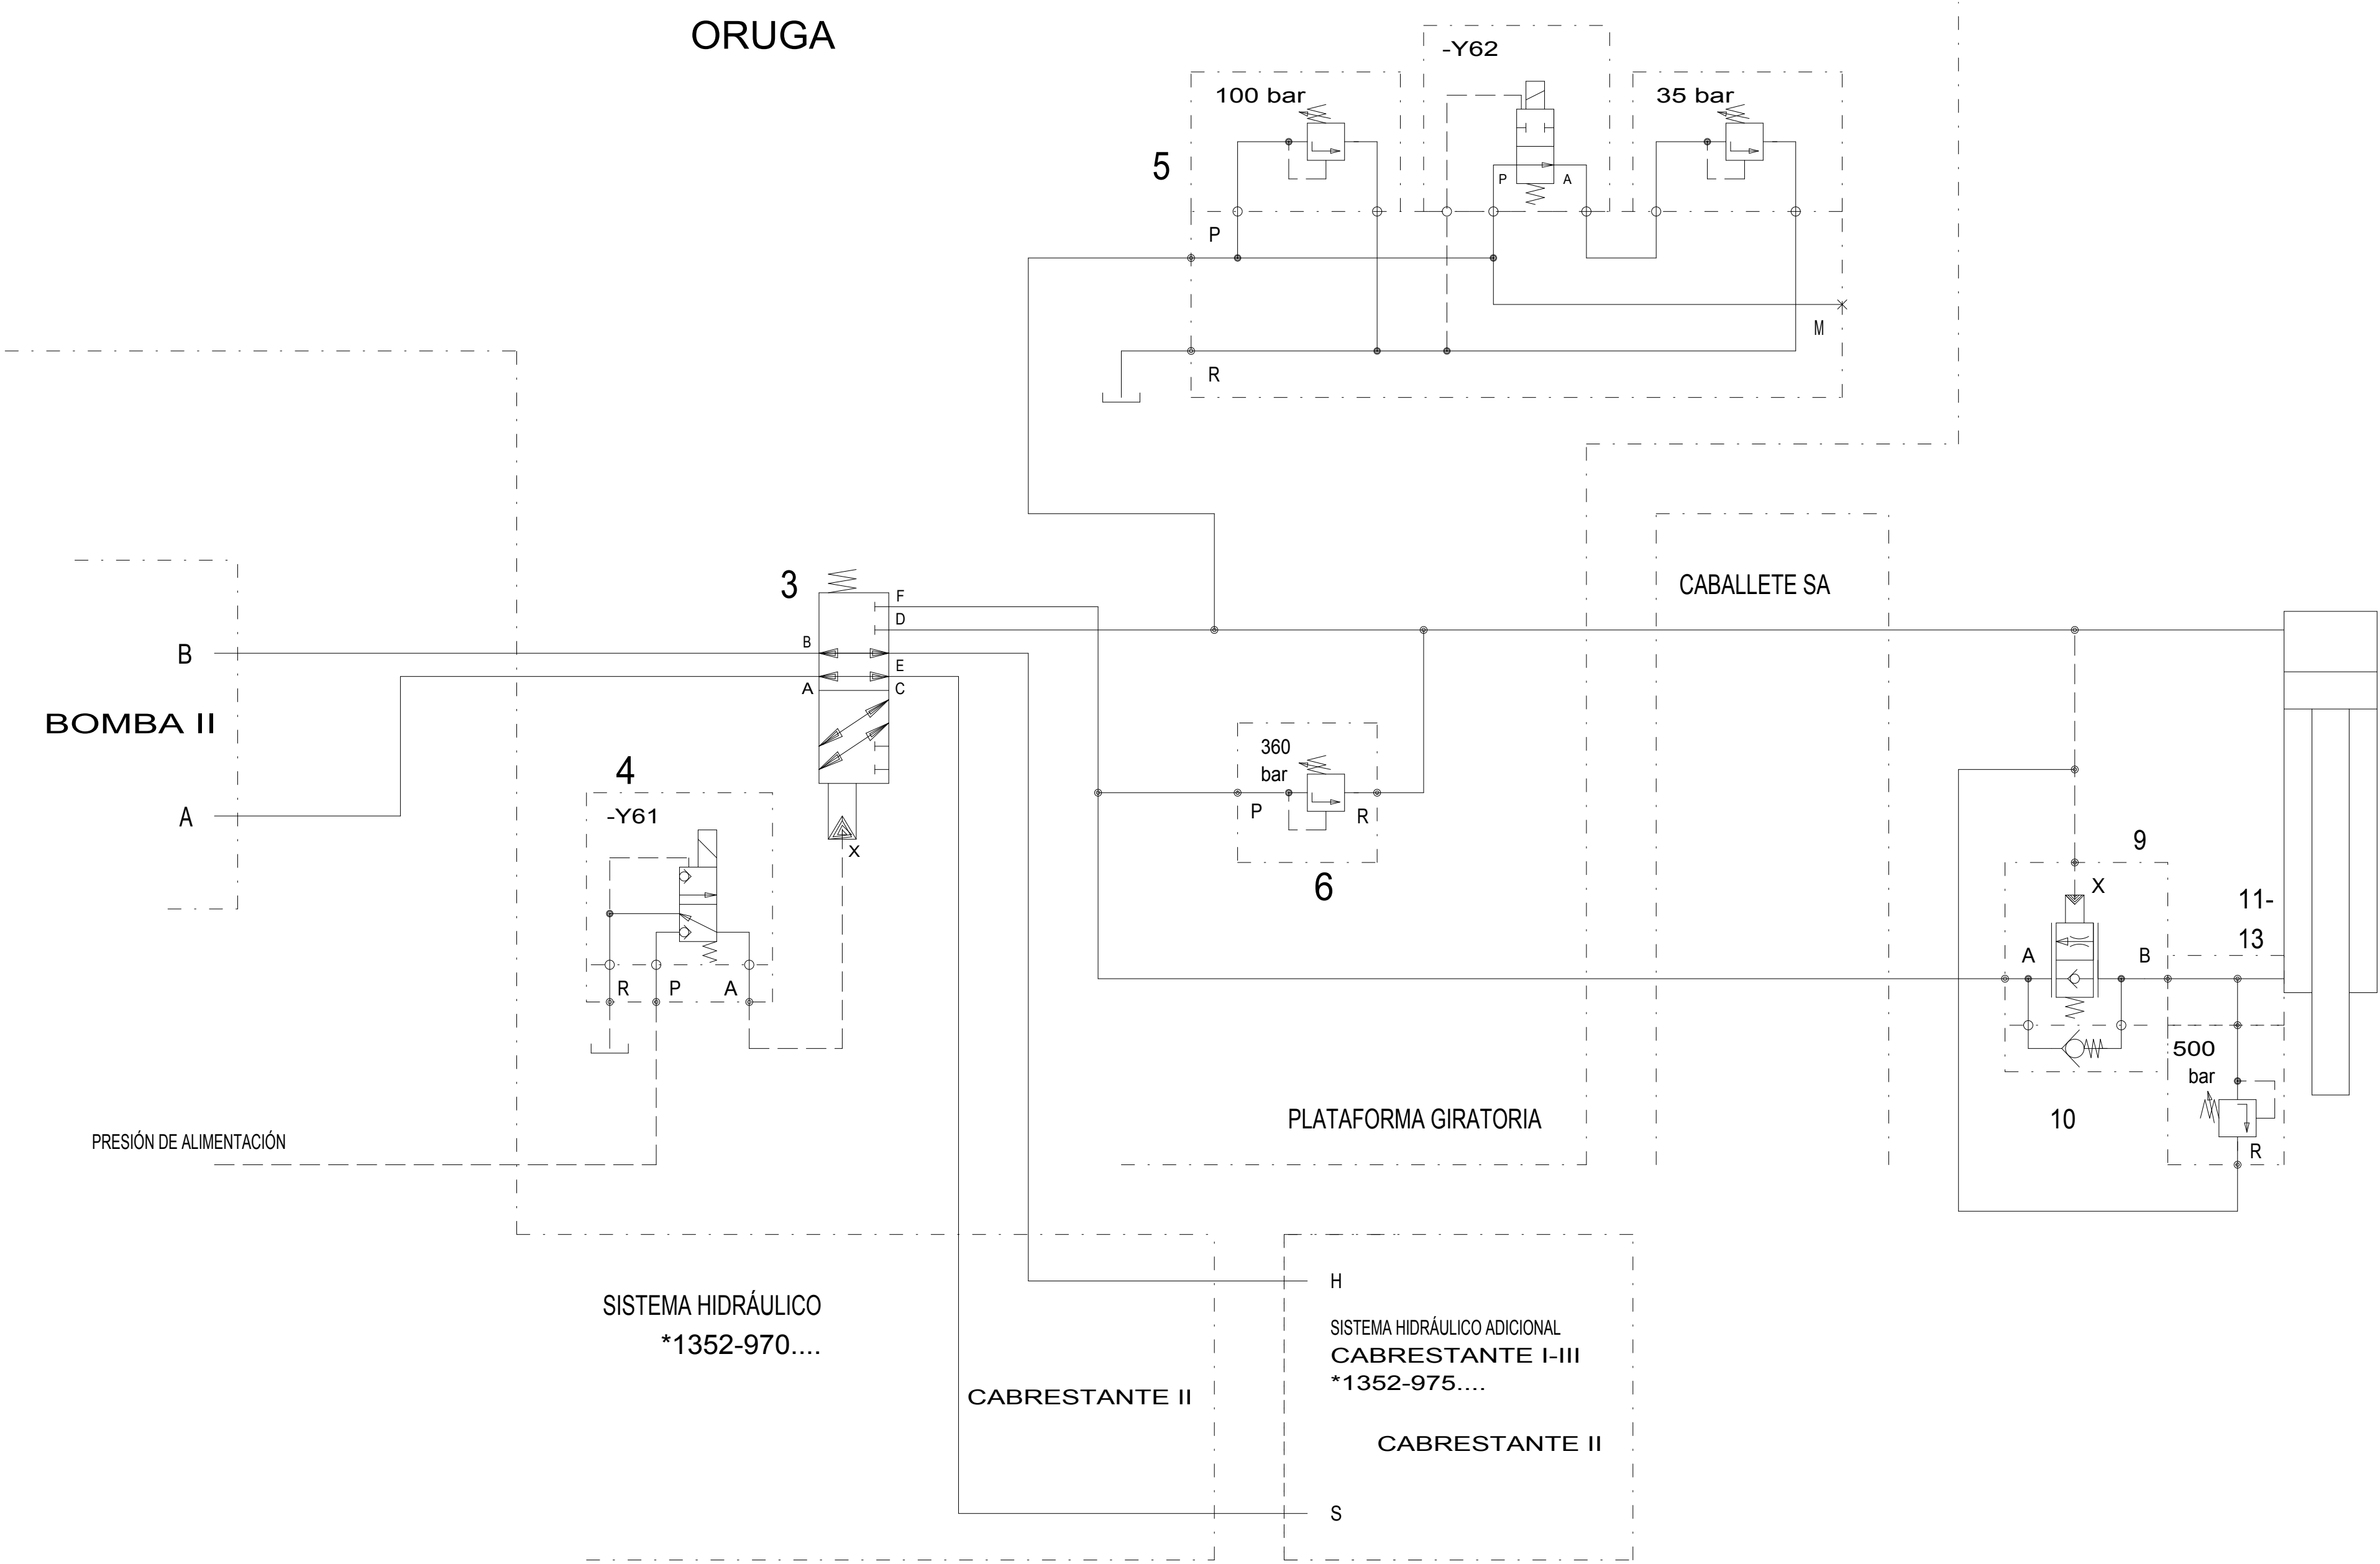 ORUGA
-Y62
100 bar
35 bar
5
P
A
P
M
R
3
F
D
CABALLETE SA
B
B
E
A
C
BOMBA II
360
bar
4
-Y61
A
P
R
X
9
6
X
11-
13
A
B
R
P
A
500
bar
10
PLATAFORMA GIRATORIA
PRESIÓN DE ALIMENTACIÓN
R
H
SISTEMA HIDRÁULICO
*1352-970....
SISTEMA HIDRÁULICO ADICIONAL
CABRESTANTE I-III
*1352-975....
CABRESTANTE II
CABRESTANTE II
S